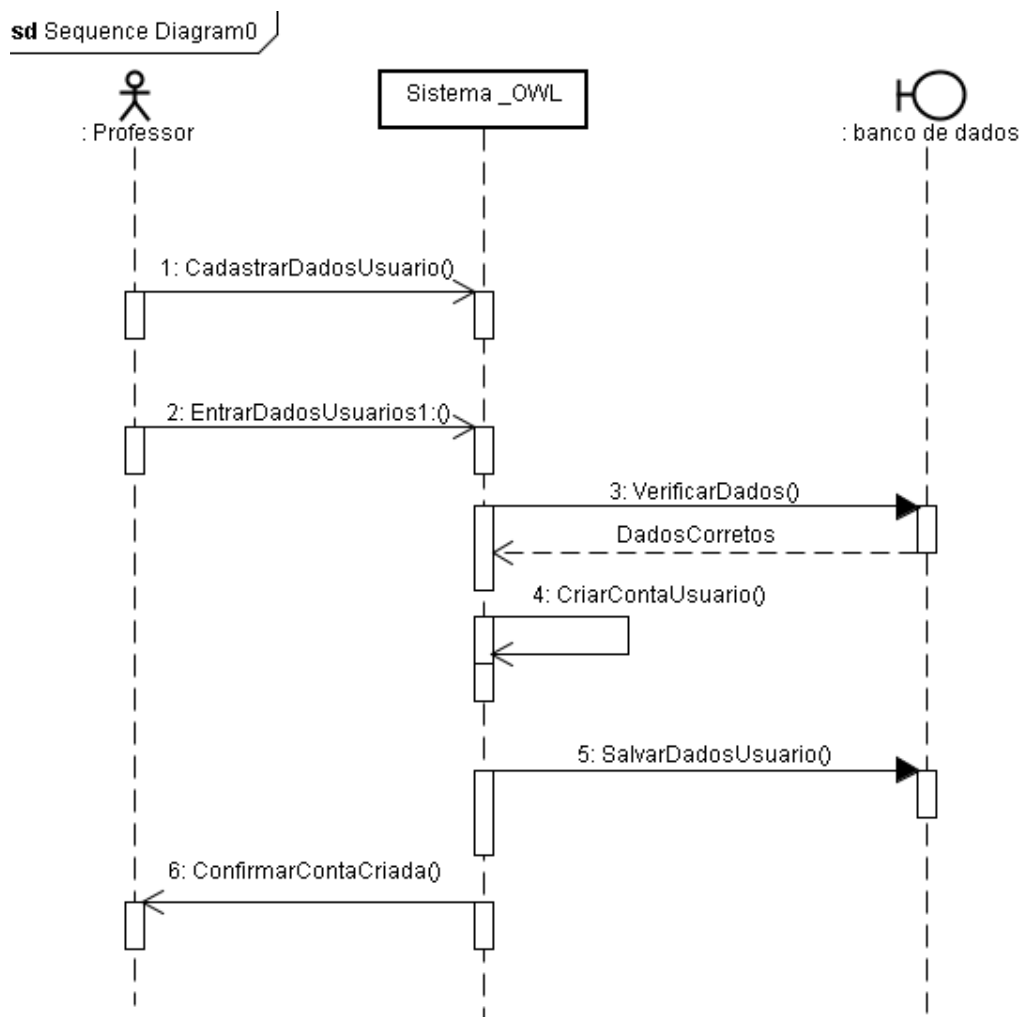 sd Sequence Diagram0
: Professor
Sistema _OWL
: banco de dados
1: CadastrarDadosUsuario()
2: EntrarDadosUsuarios1:()
3: VerificarDados()
DadosCorretos
4: CriarContaUsuario()
5: SalvarDadosUsuario()
6: ConfirmarContaCriada()